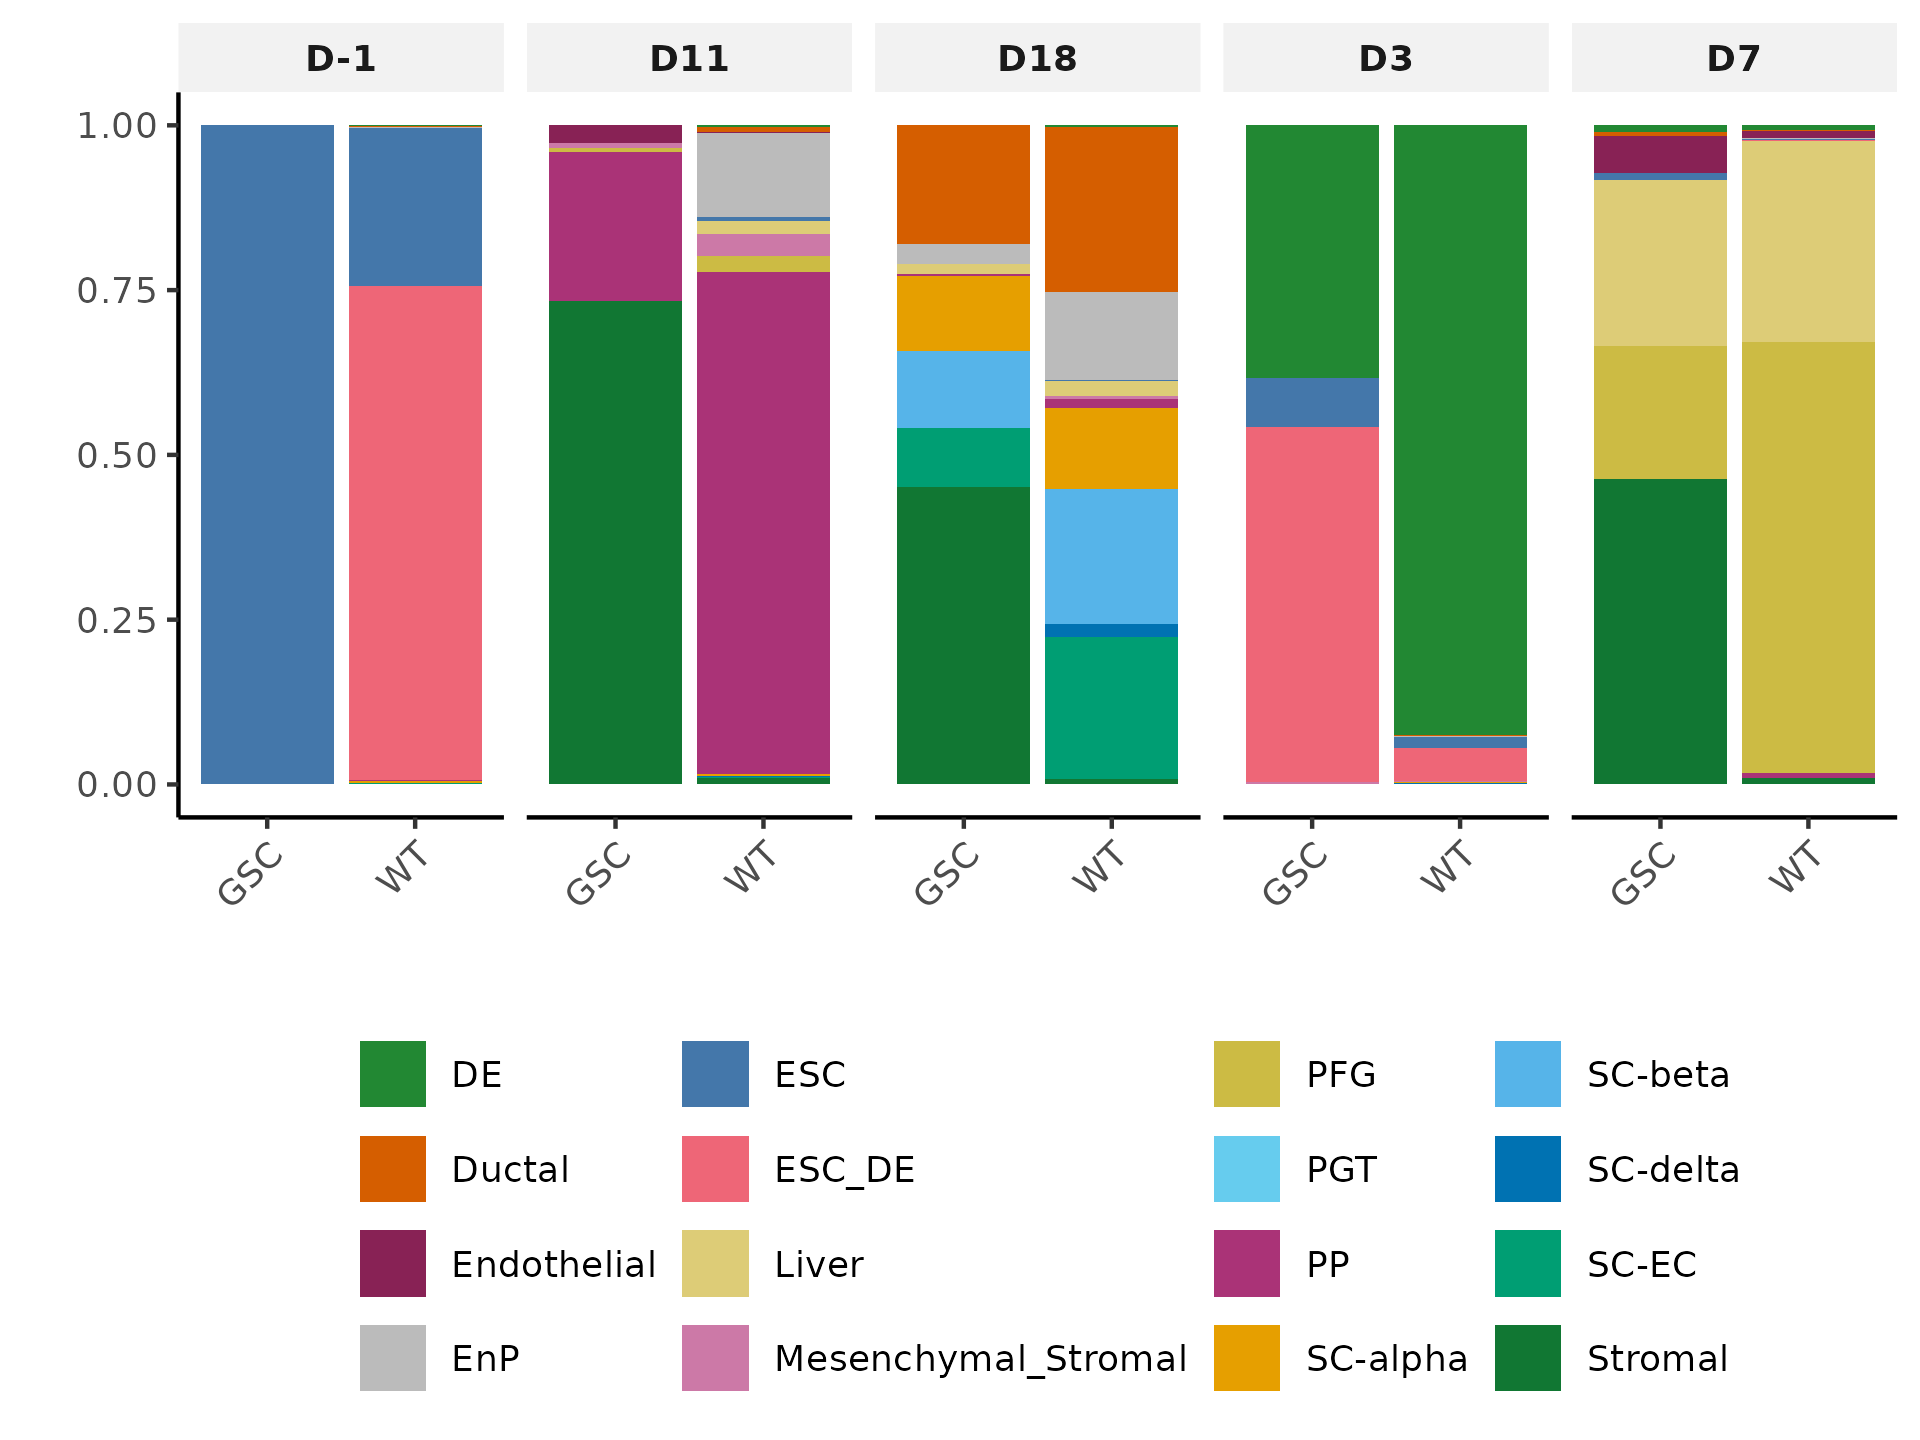 D-1 D11 D18 D3 D7
1.00
0.75
0.50
0.25
0.00
GSC WT GSC WT GSC WT GSC WT GSC WT
DE ESC PFG SC-beta
Ductal ESC_DE PGT SC-delta
Endothelial Liver PP SC-EC
EnP Mesenchymal_Stromal SC-alpha Stromal